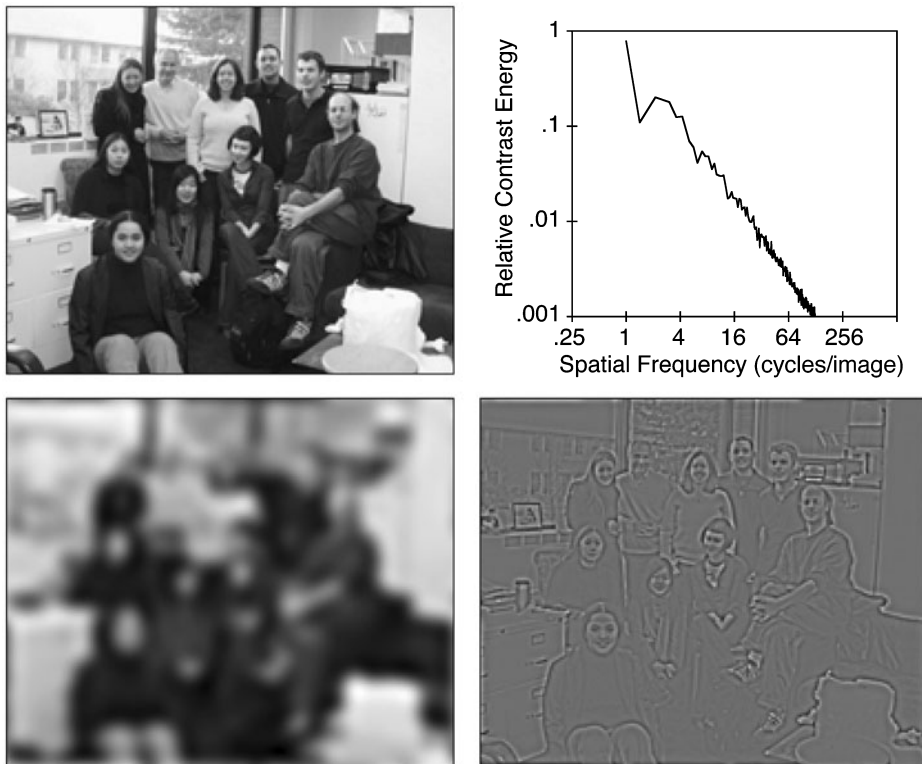 Relative Contrast Energy
1
.1
.01
.001
.25 1 4 16 64 256
Spatial Frequency (cycles/image)